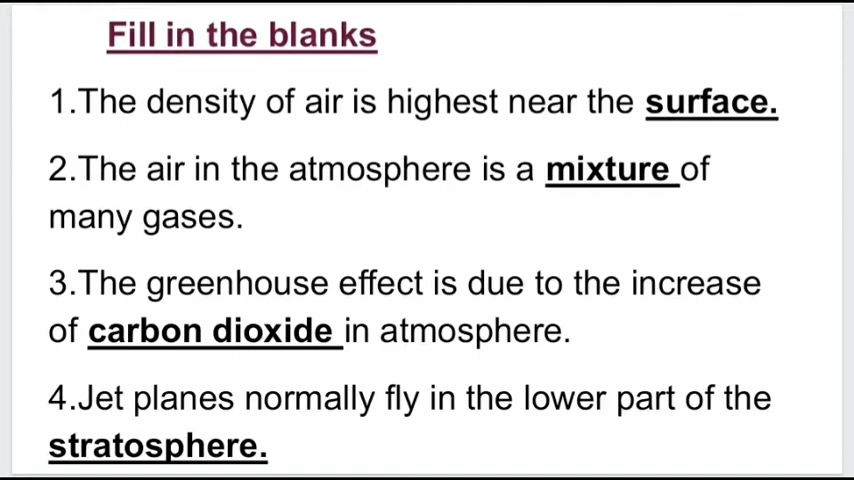 Fill in the blanks
1.The density of air is highest near the surface.
2.The air in the atmosphere is a mixture of
many gases.
3.The greenhouse effect is due to the increase
of carbon dioxide in atmosphere.
4.Jet planes normally fly in the lower part of the
stratosphere.